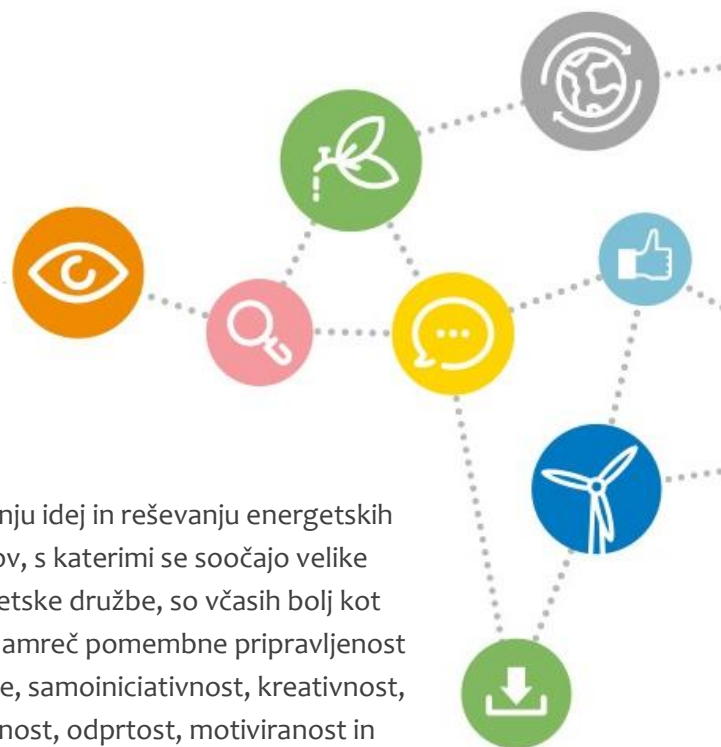 nju idej in reševanju energetskih
ov, s katerimi se soočajo velike
etske družbe, so včasih bolj kot
amreč pomembne pripravljenost
e, samoiniciativnost, kreativnost,
nost, odprtost, motiviranost in